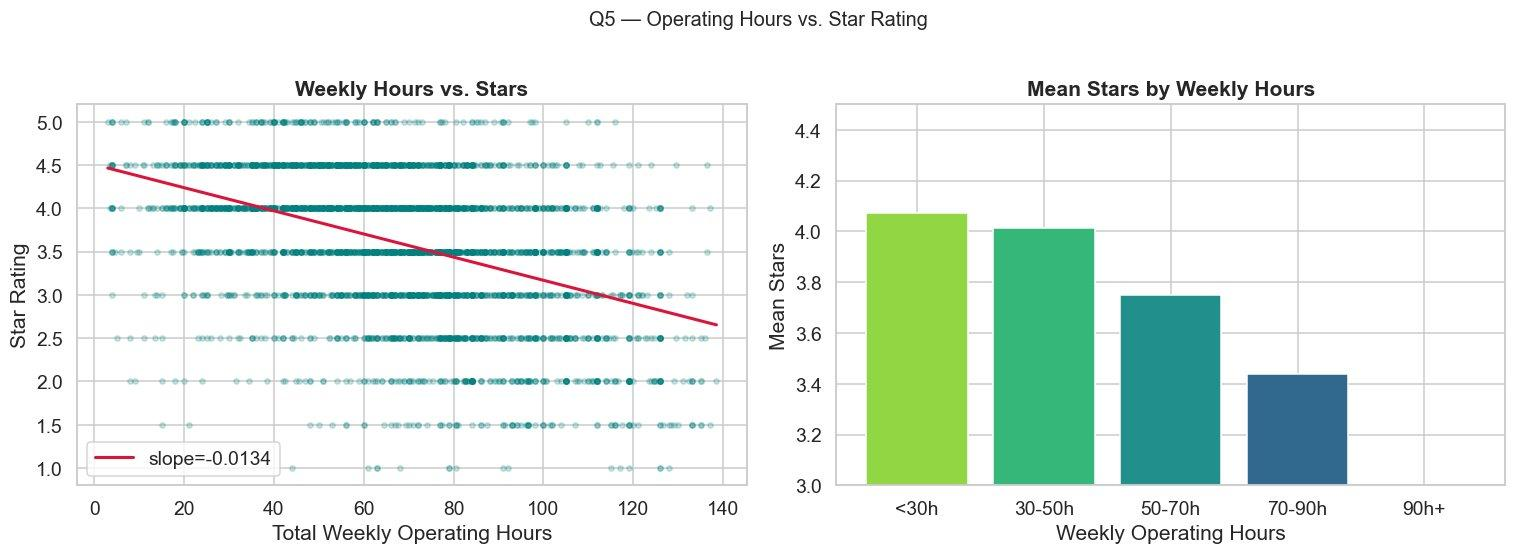 Q5 — Operating Hours vs. Star Rating
Weekly Hours vs. Stars
Star Rating
5.0
4.5
4.0
3.5
3.0
2.5
2.0
1.5
1.0
slope=-0.0134
0 20 40 60 80 100 120 140
Total Weekly Operating Hours
Mean Stars by Weekly Hours
Mean Stars
4.4
4.2
4.0
3.8
3.6
3.4
3.2
3.0
<30h 30-50h 50-70h 70-90h 90h+
Weekly Operating Hours